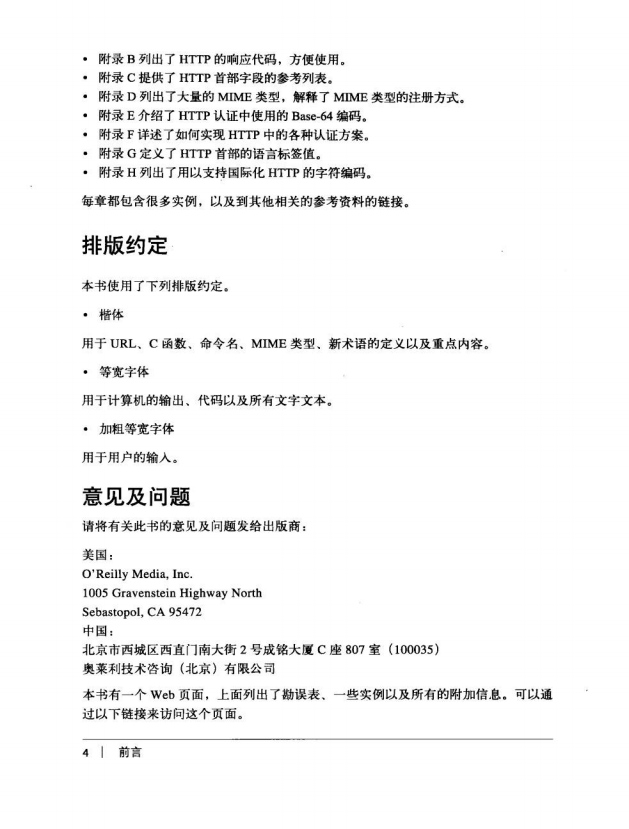 • 附录 B 列出了 HTTP 的响应代码，方便使用。
• 附录 C 提供了 HTTP 首部字段的参考列表。
• 附录 D 列出了大量的 MIME 类型，解释了 MIME 类型的注册方式。
• 附录 E 介绍了 HTTP 认证中使用的 Base-64 编码。
• 附录 F 详述了如何实现 HTTP 中的各种认证方案。
• 附录 G 定义了 HTTP 首部的语言标签值。
• 附录 H 列出了用以支持国际化 HTTP 的字符编码。
每章都包含很多实例，以及到其他相关的参考资料的链接。
排版约定
本书使用了下列排版约定。
• 楷体
用于 URL、C 函数、命令名、MIME 类型、新术语的定义以及重点内容。
• 等宽字体
用于计算机的输出、代码以及所有文字文本。
• 加粗等宽字体
用于用户的输入。
意见及问题
请将有关此书的意见及问题发给出版商：
美国：
O'Reilly Media, Inc.
1005 Gravenstein Highway North
Sebastopol, CA 95472
中国：
北京市西城区西直门南大街 2 号成铭大厦 C 座 807 室（100035）
奥莱利技术咨询（北京）有限公司
本书有一个 Web 页面，上面列出了勘误表、一些实例以及所有的附加信息。可以通
过以下链接来访问这个页面。
4 | 前言